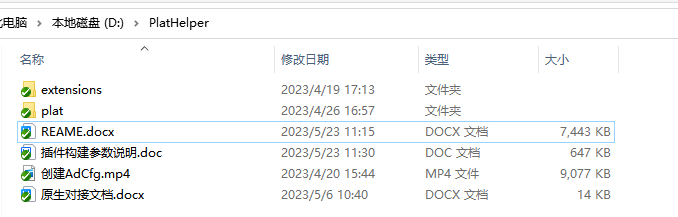 此电脑 > 本地磁盘 (D:) > PlatHelper
名称 修改日期 类型 大小
extensions 2023/4/19 17:13 文件夹
plat 2023/4/26 16:57 文件夹
REAME.docx 2023/5/23 11:15 DOCX 文档 7,443 KB
插件构建参数说明.doc 2023/5/23 11:30 DOC 文档 647 KB
创建AdCfg.mp4 2023/4/20 15:44 MP4 文件 9,077 KB
原生对接文档.docx 2023/5/6 10:40 DOCX 文档 14 KB